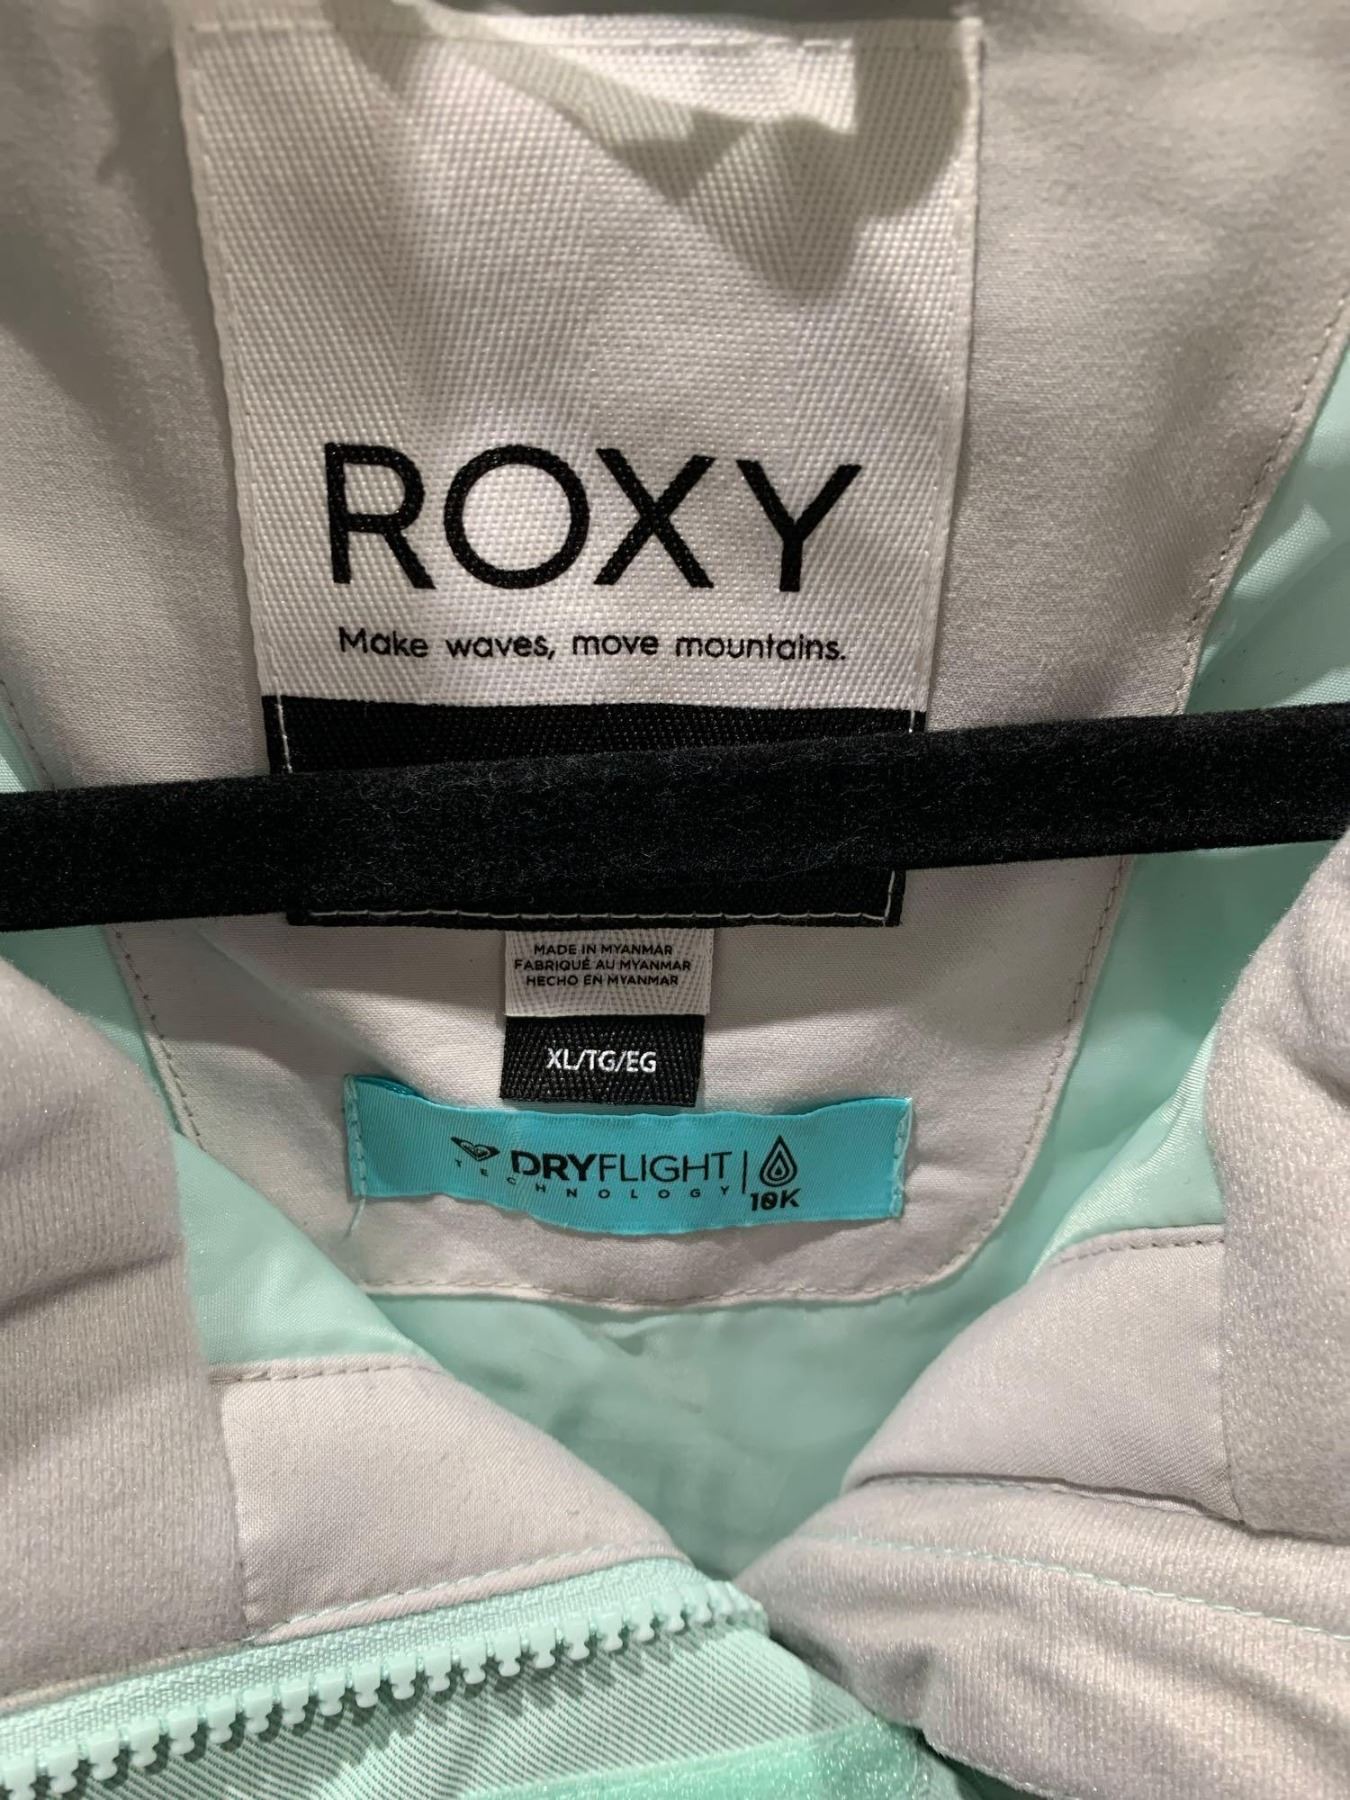 ROXY
Make waves, move mountains.
MADE IN MYANMAR
FABRIQUÉ AU MYANMAR
HECHO EN MYANMAR
XL/TG/EG
DRYFLIGHT
TECHNOLOGY
10K